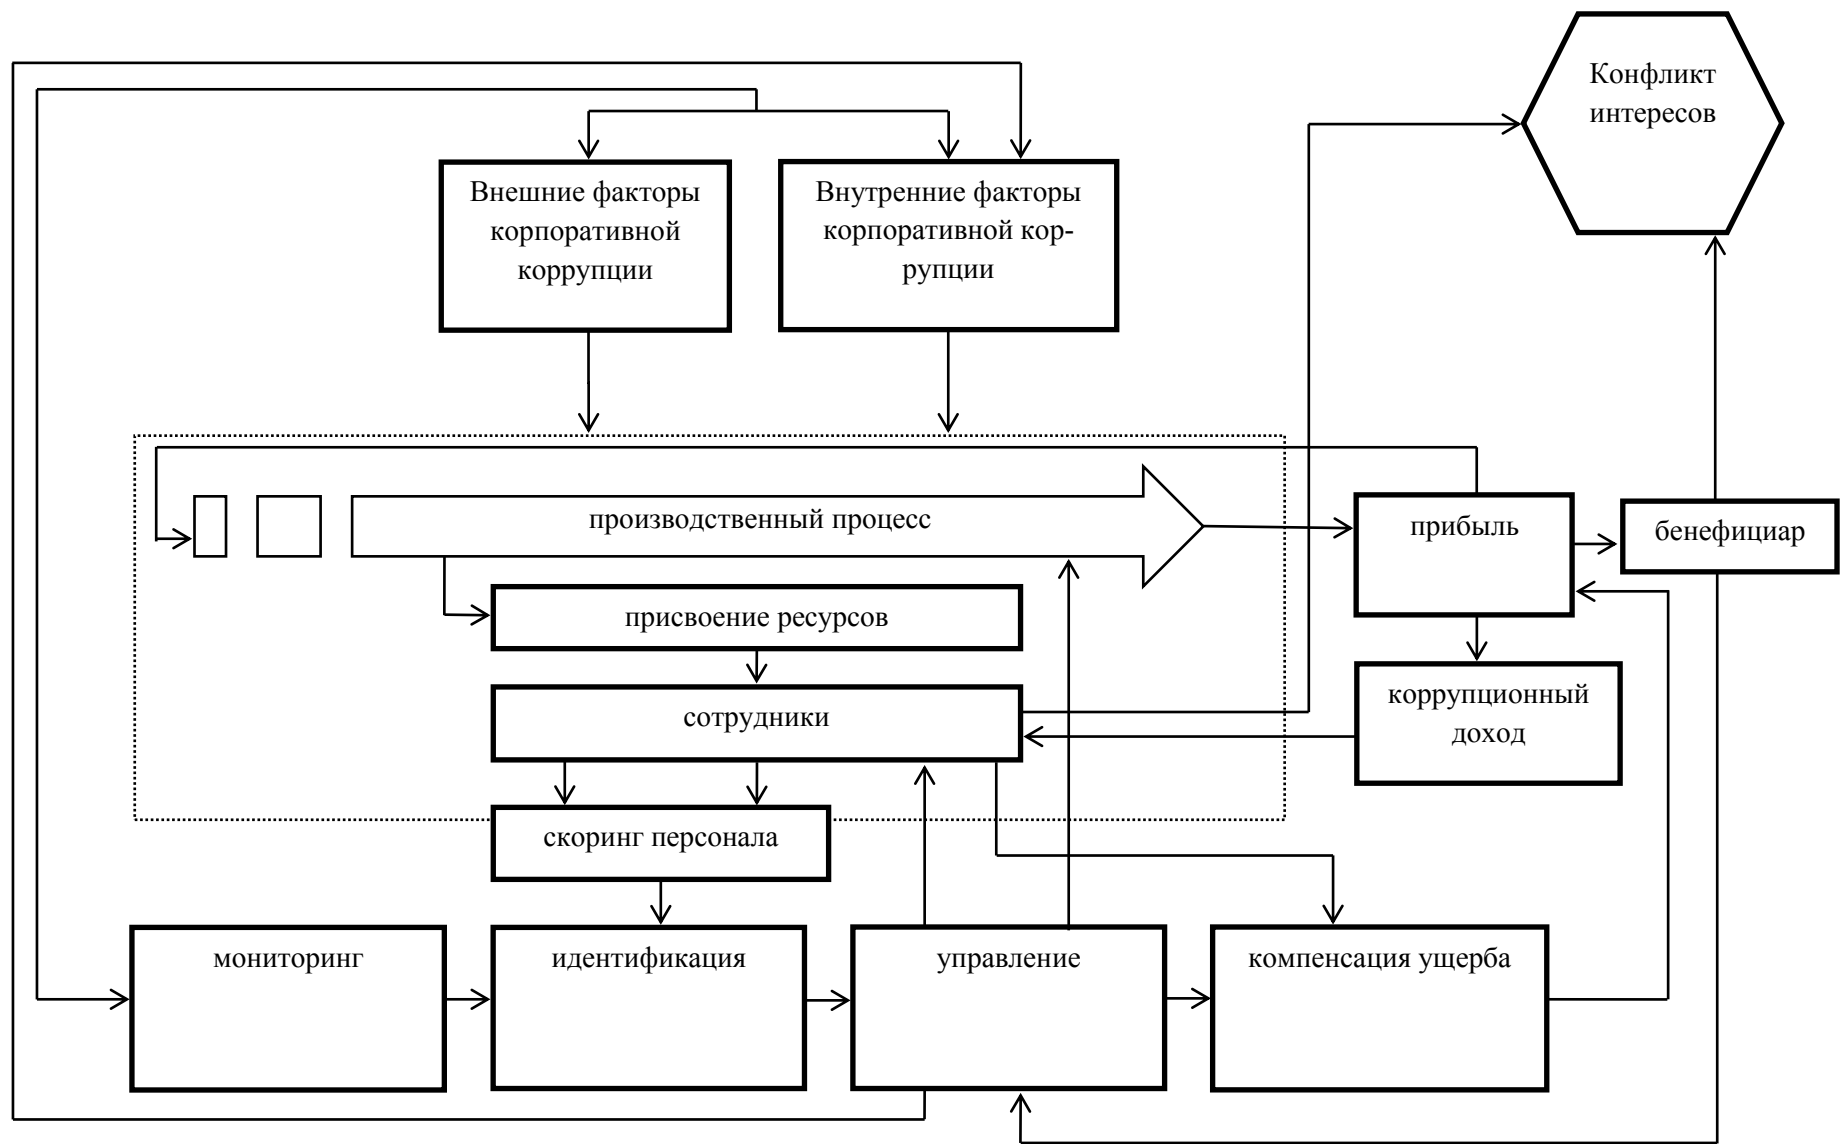 Конфликт
интересов
Внешние факторы
корпоративной
коррупции
Внутренние факторы
корпоративной кор-
рупции
производственный процесс
прибыль
бенефициар
присвоение ресурсов
сотрудники
коррупционный
доход
скоринг персонала
мониторинг
идентификация
управление
компенсация ущерба